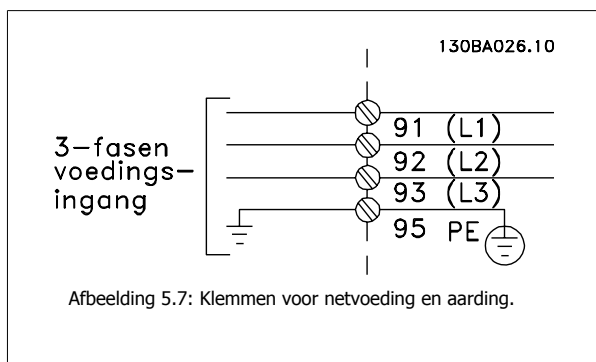 130BA026.10
3-fasen
voedings-
ingang
91 (L1)
92 (L2)
93 (L3)
95 PE
Afbeelding 5.7: Klemmen voor netvoeding en aarding.